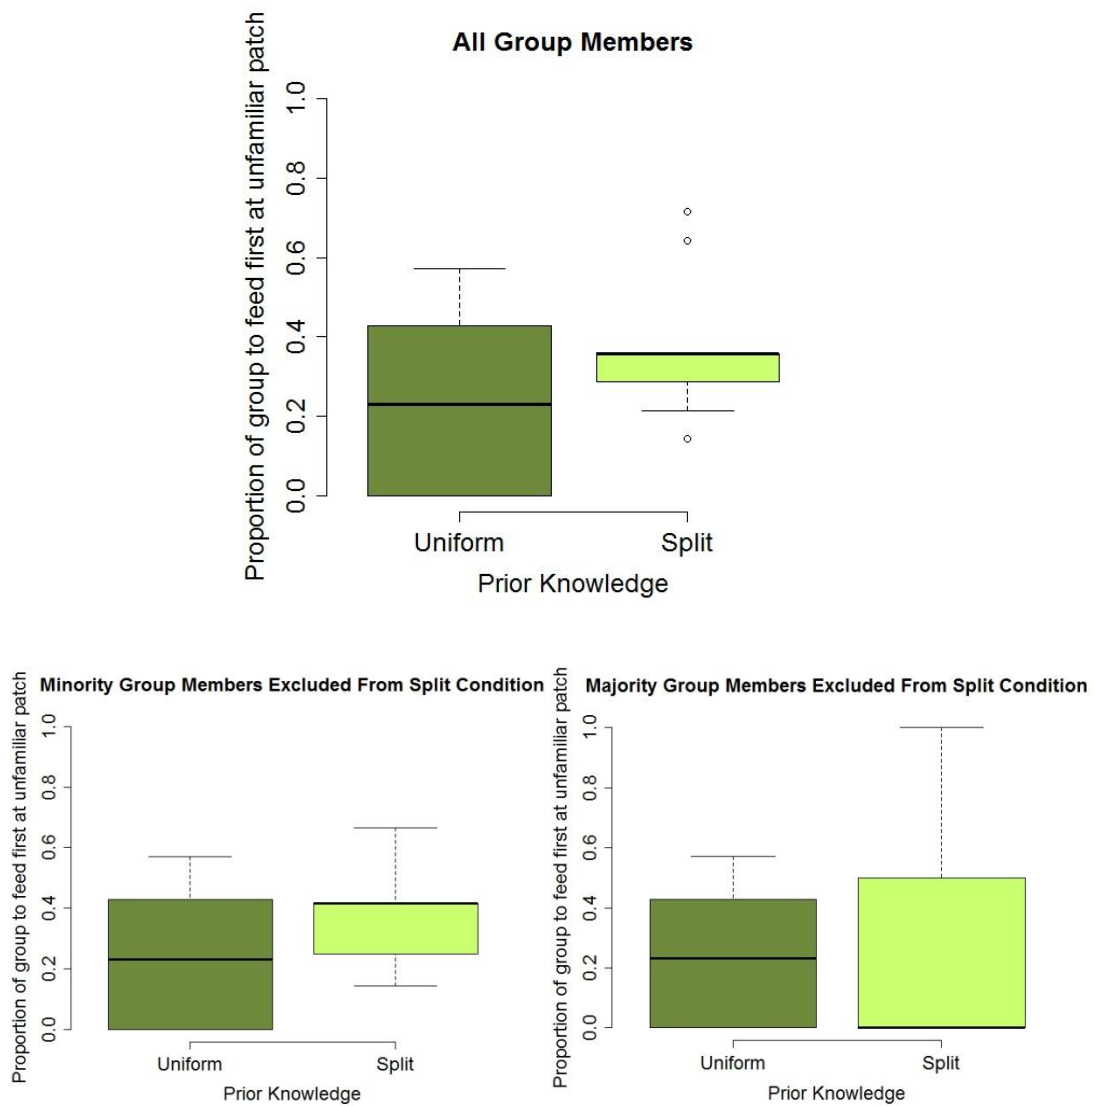 All Group Members
Proportion of group to feed first at unfamiliar patch
1.0
0.8
0.6
0.4
0.2
0.0
Uniform Split
Prior Knowledge
Minority Group Members Excluded From Split Condition
Proportion of group to feed first at unfamiliar patch
1.0
0.8
0.6
0.4
0.2
0.0
Uniform Split
Prior Knowledge
Majority Group Members Excluded From Split Condition
Proportion of group to feed first at unfamiliar patch
1.0
0.8
0.6
0.4
0.2
0.0
Uniform Split
Prior Knowledge